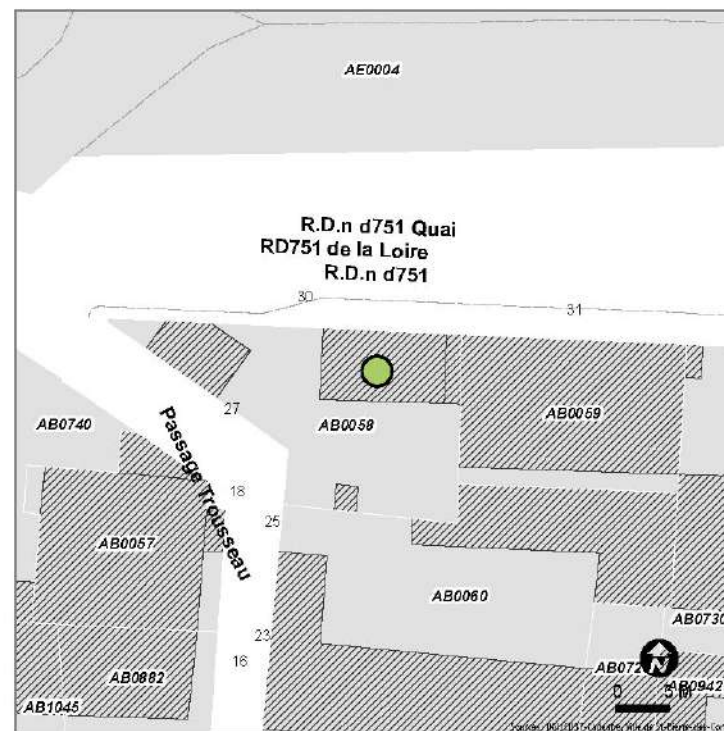 AE0004
R.D.n d751 Quai
RD751 de la Loire
R.D.n d751
30
31
27
AB0740
AB0058
AB0059
Passage Trousseau
18
25
AB0057
AB0060
AB0730
23
16
AB0882
AB072
N
AB0942
AB1045
0 5 M